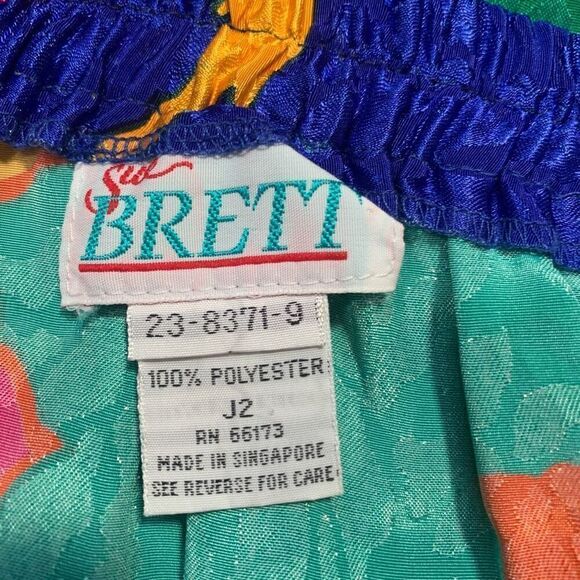 Sue
BRETT
23-8371-9
100% POLYESTER
J2
RN 66173
MADE IN SINGAPORE
SEE REVERSE FOR CARE